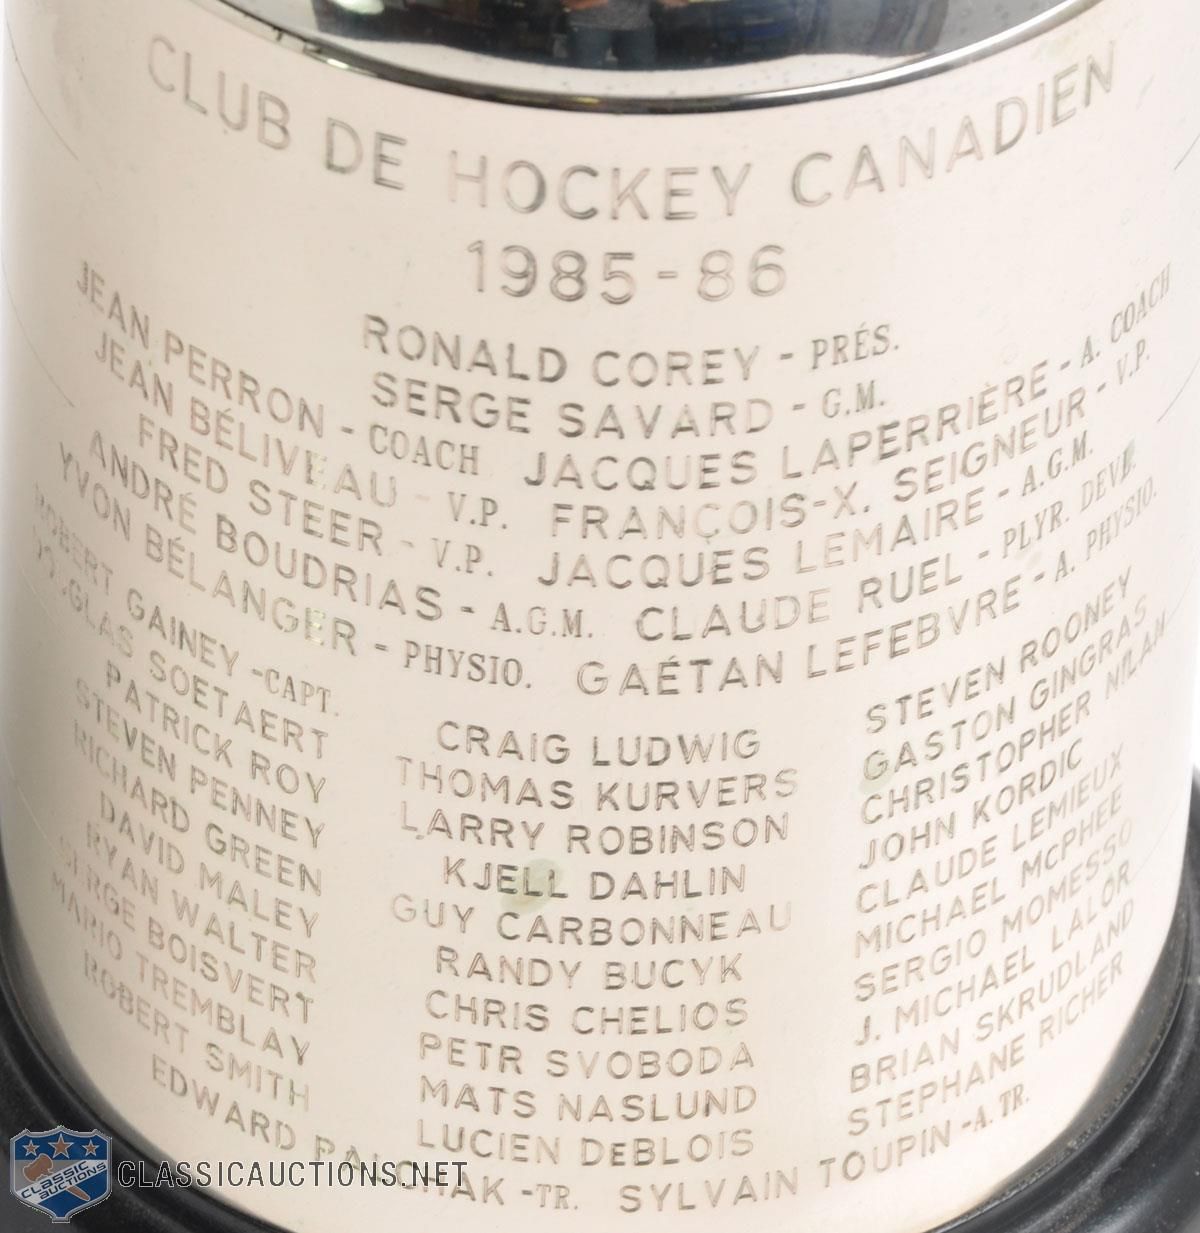 CLUB DE HOCKEY CANADIEN
1985-86
RONALD COREY - PRÉS.
SERGE SAVARD - G.M.
JEAN PERRON - COACH JACQUES LAPERRIÈRE - A. COACH
JEAN BÉLIVEAU - V.P. FRANÇOIS-X. SEIGNEUR - V.P.
FRED STEER - V.P. JACQUES LEMAIRE - A.G.M.
ANDRÉ BOUDRIAS - A.G.M. CLAUDE RUEL - PLYR. DEVE.
YVON BÉLANGER - PHYSIO. GAÉTAN LEFEBVRE - A. PHYSIO.
ROBERT GAINEY -CAPT.
DOUGLAS SOETAERT
PATRICK ROY
STEVEN PENNEY
RICHARD GREEN
DAVID MALEY
RYAN WALTER
SERGE BOISVERT
MARIO TREMBLAY
ROBERT SMITH
CRAIG LUDWIG
THOMAS KURVERS
LARRY ROBINSON
KJELL DAHLIN
GUY CARBONNEAU
RANDY BUCYK
CHRIS CHELIOS
PETR SVOBODA
MATS NASLUND
LUCIEN DEBLOIS
STEVEN ROONEY
GASTON GINGRAS
CHRISTOPHER NILAN
JOHN KORDIC
CLAUDE LEMIEUX
MICHAEL McPHEE
SERGIO MOMESSO
J. MICHAEL LALOR
BRIAN SKRUDLAND
STEPHANE RICHER
EDWARD PALCHAK -TR. SYLVAIN TOUPIN -A. TR.
CLASSIC AUCTIONS
CLASSICAUCTIONS.NET